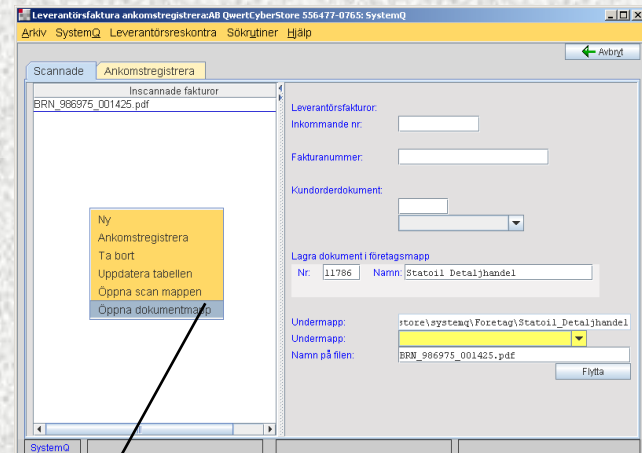 Leverantörsfaktura ankomstregistrera:AB QwertCyberStore 556477-0765: SystemQ
Arkiv SystemQ Leverantörsreskontra Sökrutiner Hjälp
Avbryt
Scannade Ankomstregistrera
Inscannade fakturor
BRN_986975_001425.pdf
Ny
Ankomstregistrera
Ta bort
Uppdatera tabellen
Öppna scan mappen
Öppna dokumentmapp
Leverantörsfakturor:
Inkommande nr:
Fakturanummer:
Kundorderdokument:
Lagra dokument i företagsmapp
Nr: 11786 Namn: Statoil Detaljhandel
Undermapp: store\systemq\Foretag\Statoil_Detaljhandel
Undermapp:
Namn på filen: BRN_986975_001425.pdf
Flytta
SystemQ